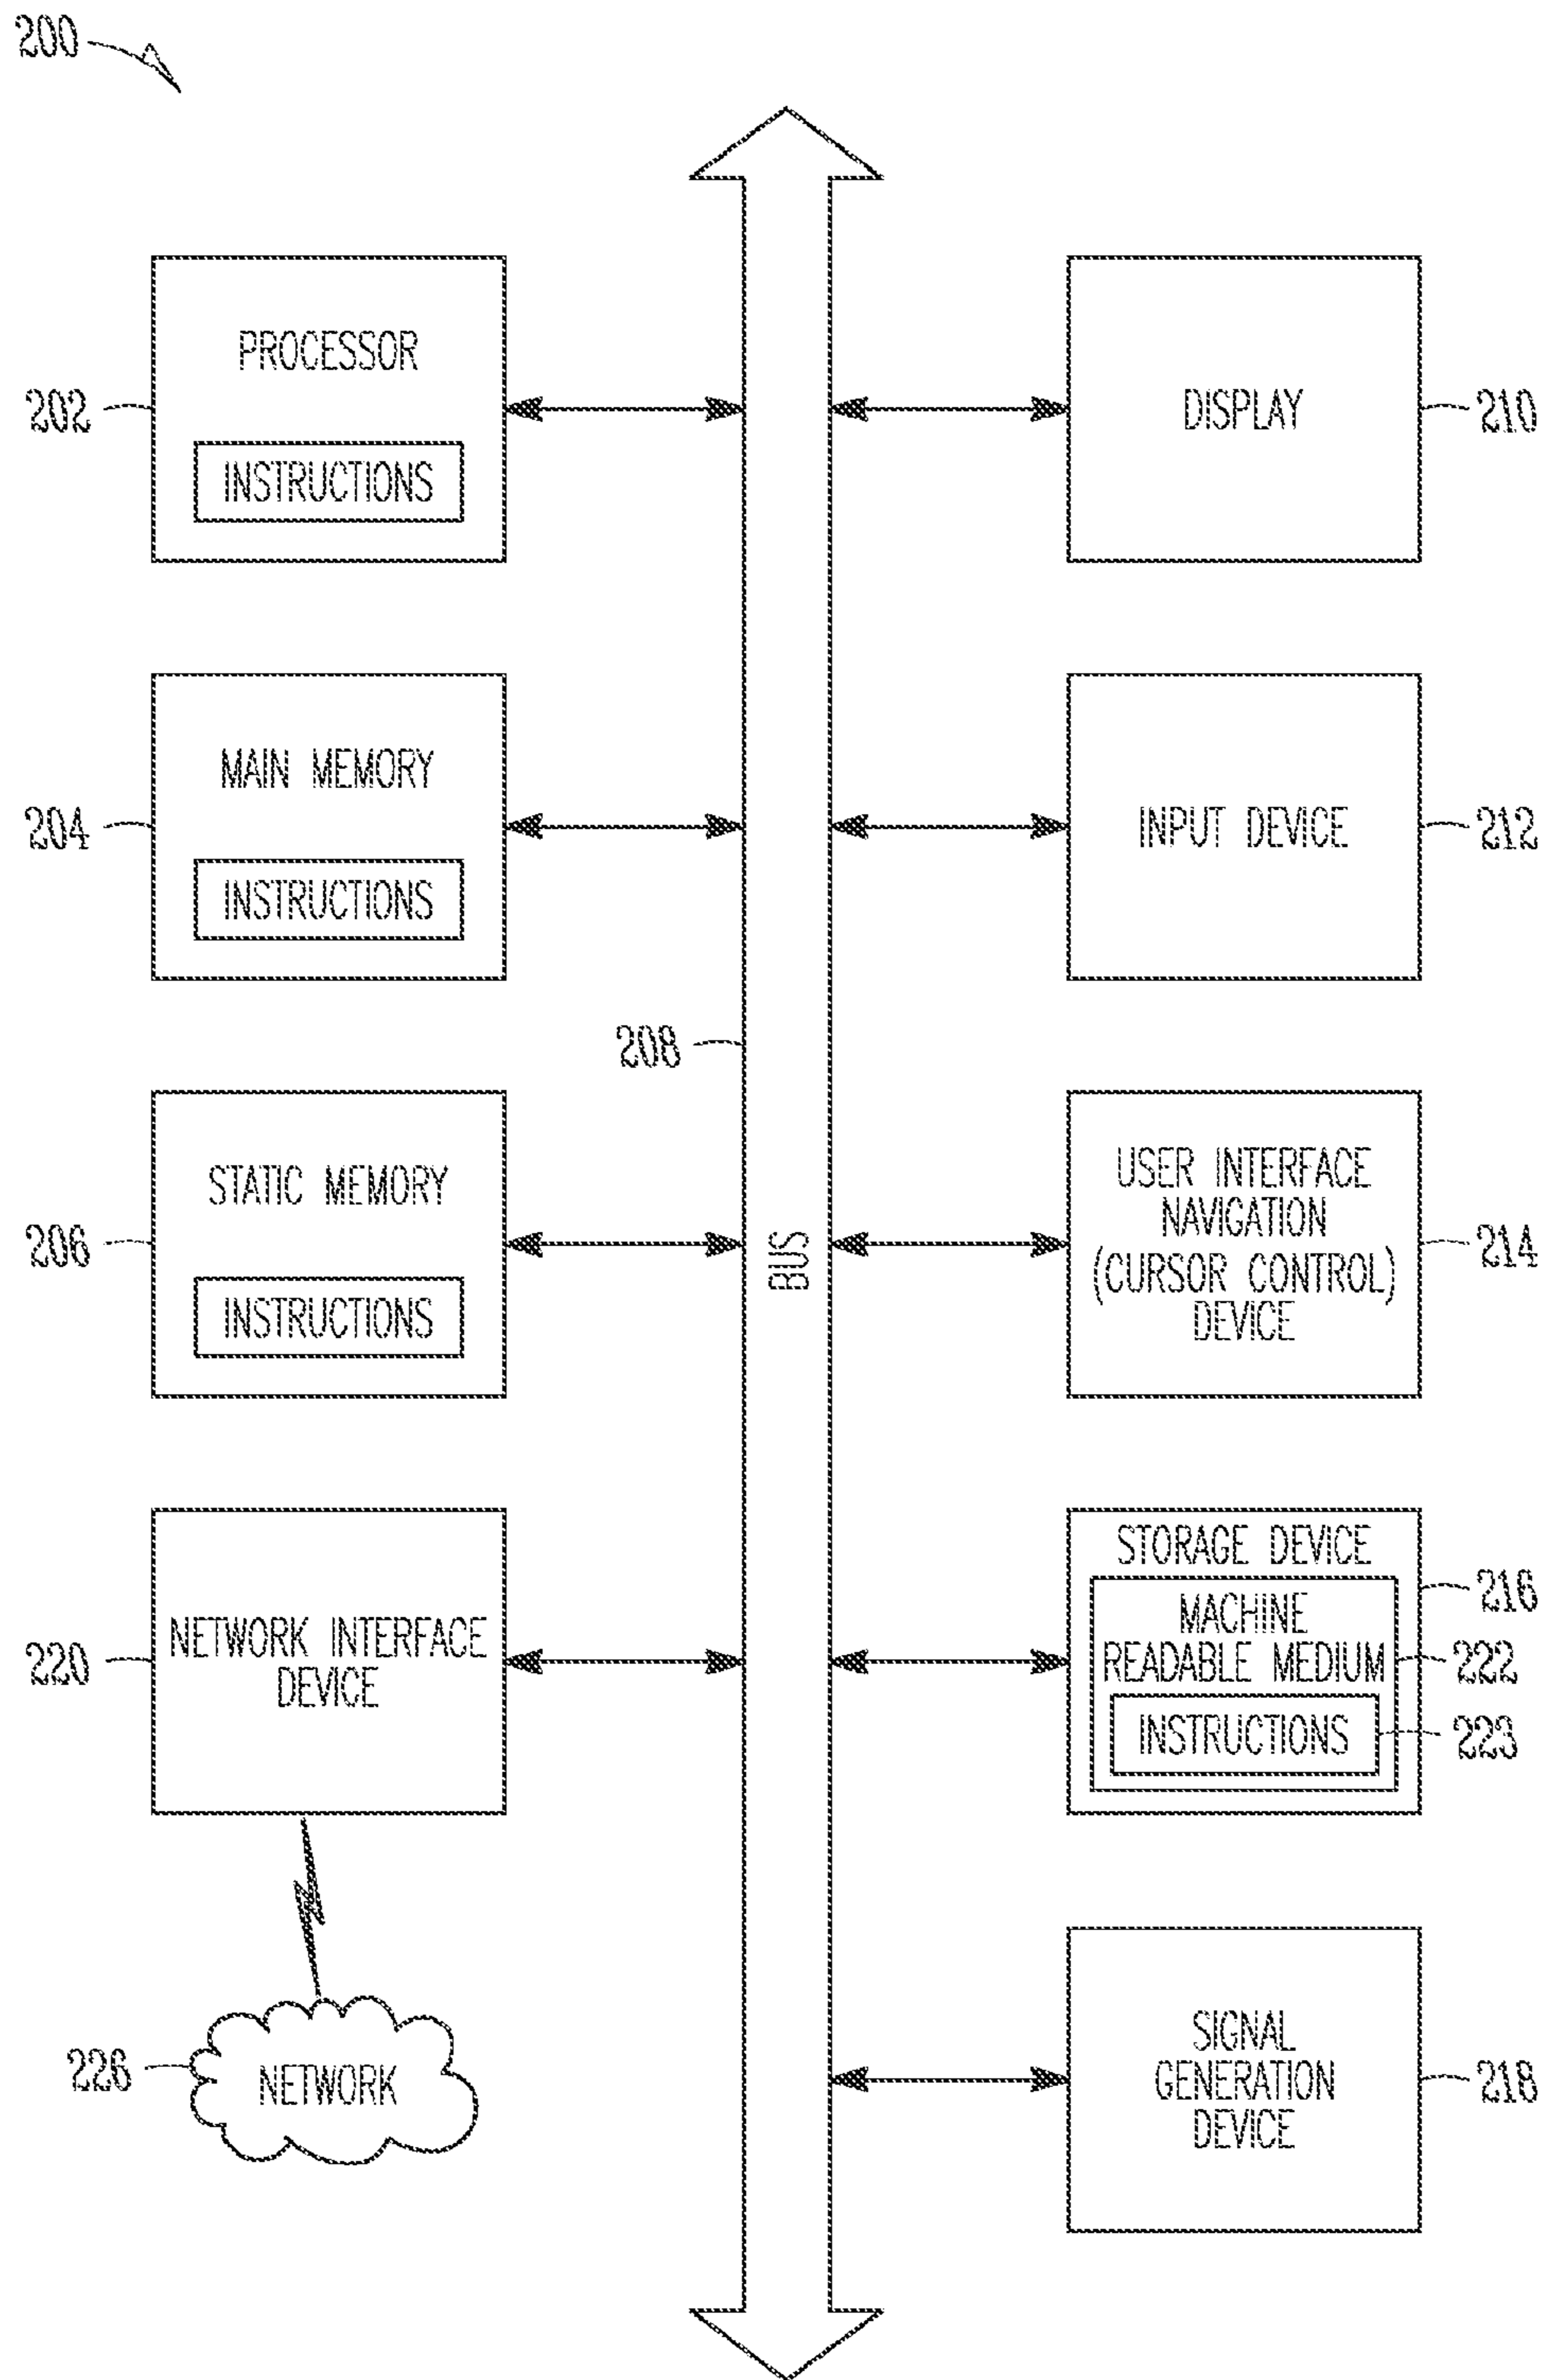 200
PROCESSOR
202
INSTRUCTIONS
DISPLAY
210
MAIN MEMORY
204
INSTRUCTIONS
INPUT DEVICE
212
208
BUS
STATIC MEMORY
206
INSTRUCTIONS
USER INTERFACE
NAVIGATION
(CURSOR CONTROL)
DEVICE
214
NETWORK INTERFACE
DEVICE
220
STORAGE DEVICE
216
MACHINE
READABLE MEDIUM
222
INSTRUCTIONS
223
226
NETWORK
SIGNAL
GENERATION
DEVICE
218